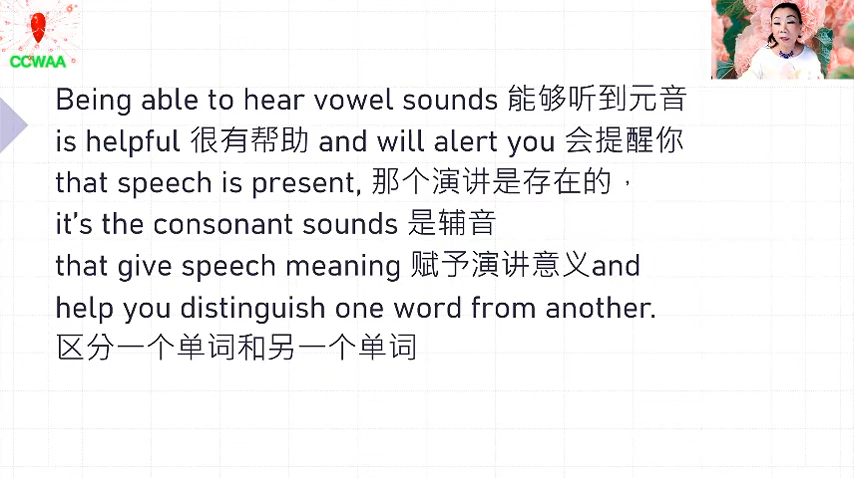 CCWAA
Being able to hear vowel sounds 能够听到元音
is helpful 很有帮助 and will alert you 会提醒你
that speech is present, 那个演讲是存在的，
it’s the consonant sounds 是辅音
that give speech meaning 赋予演讲意义and
help you distinguish one word from another.
区分一个单词和另一个单词